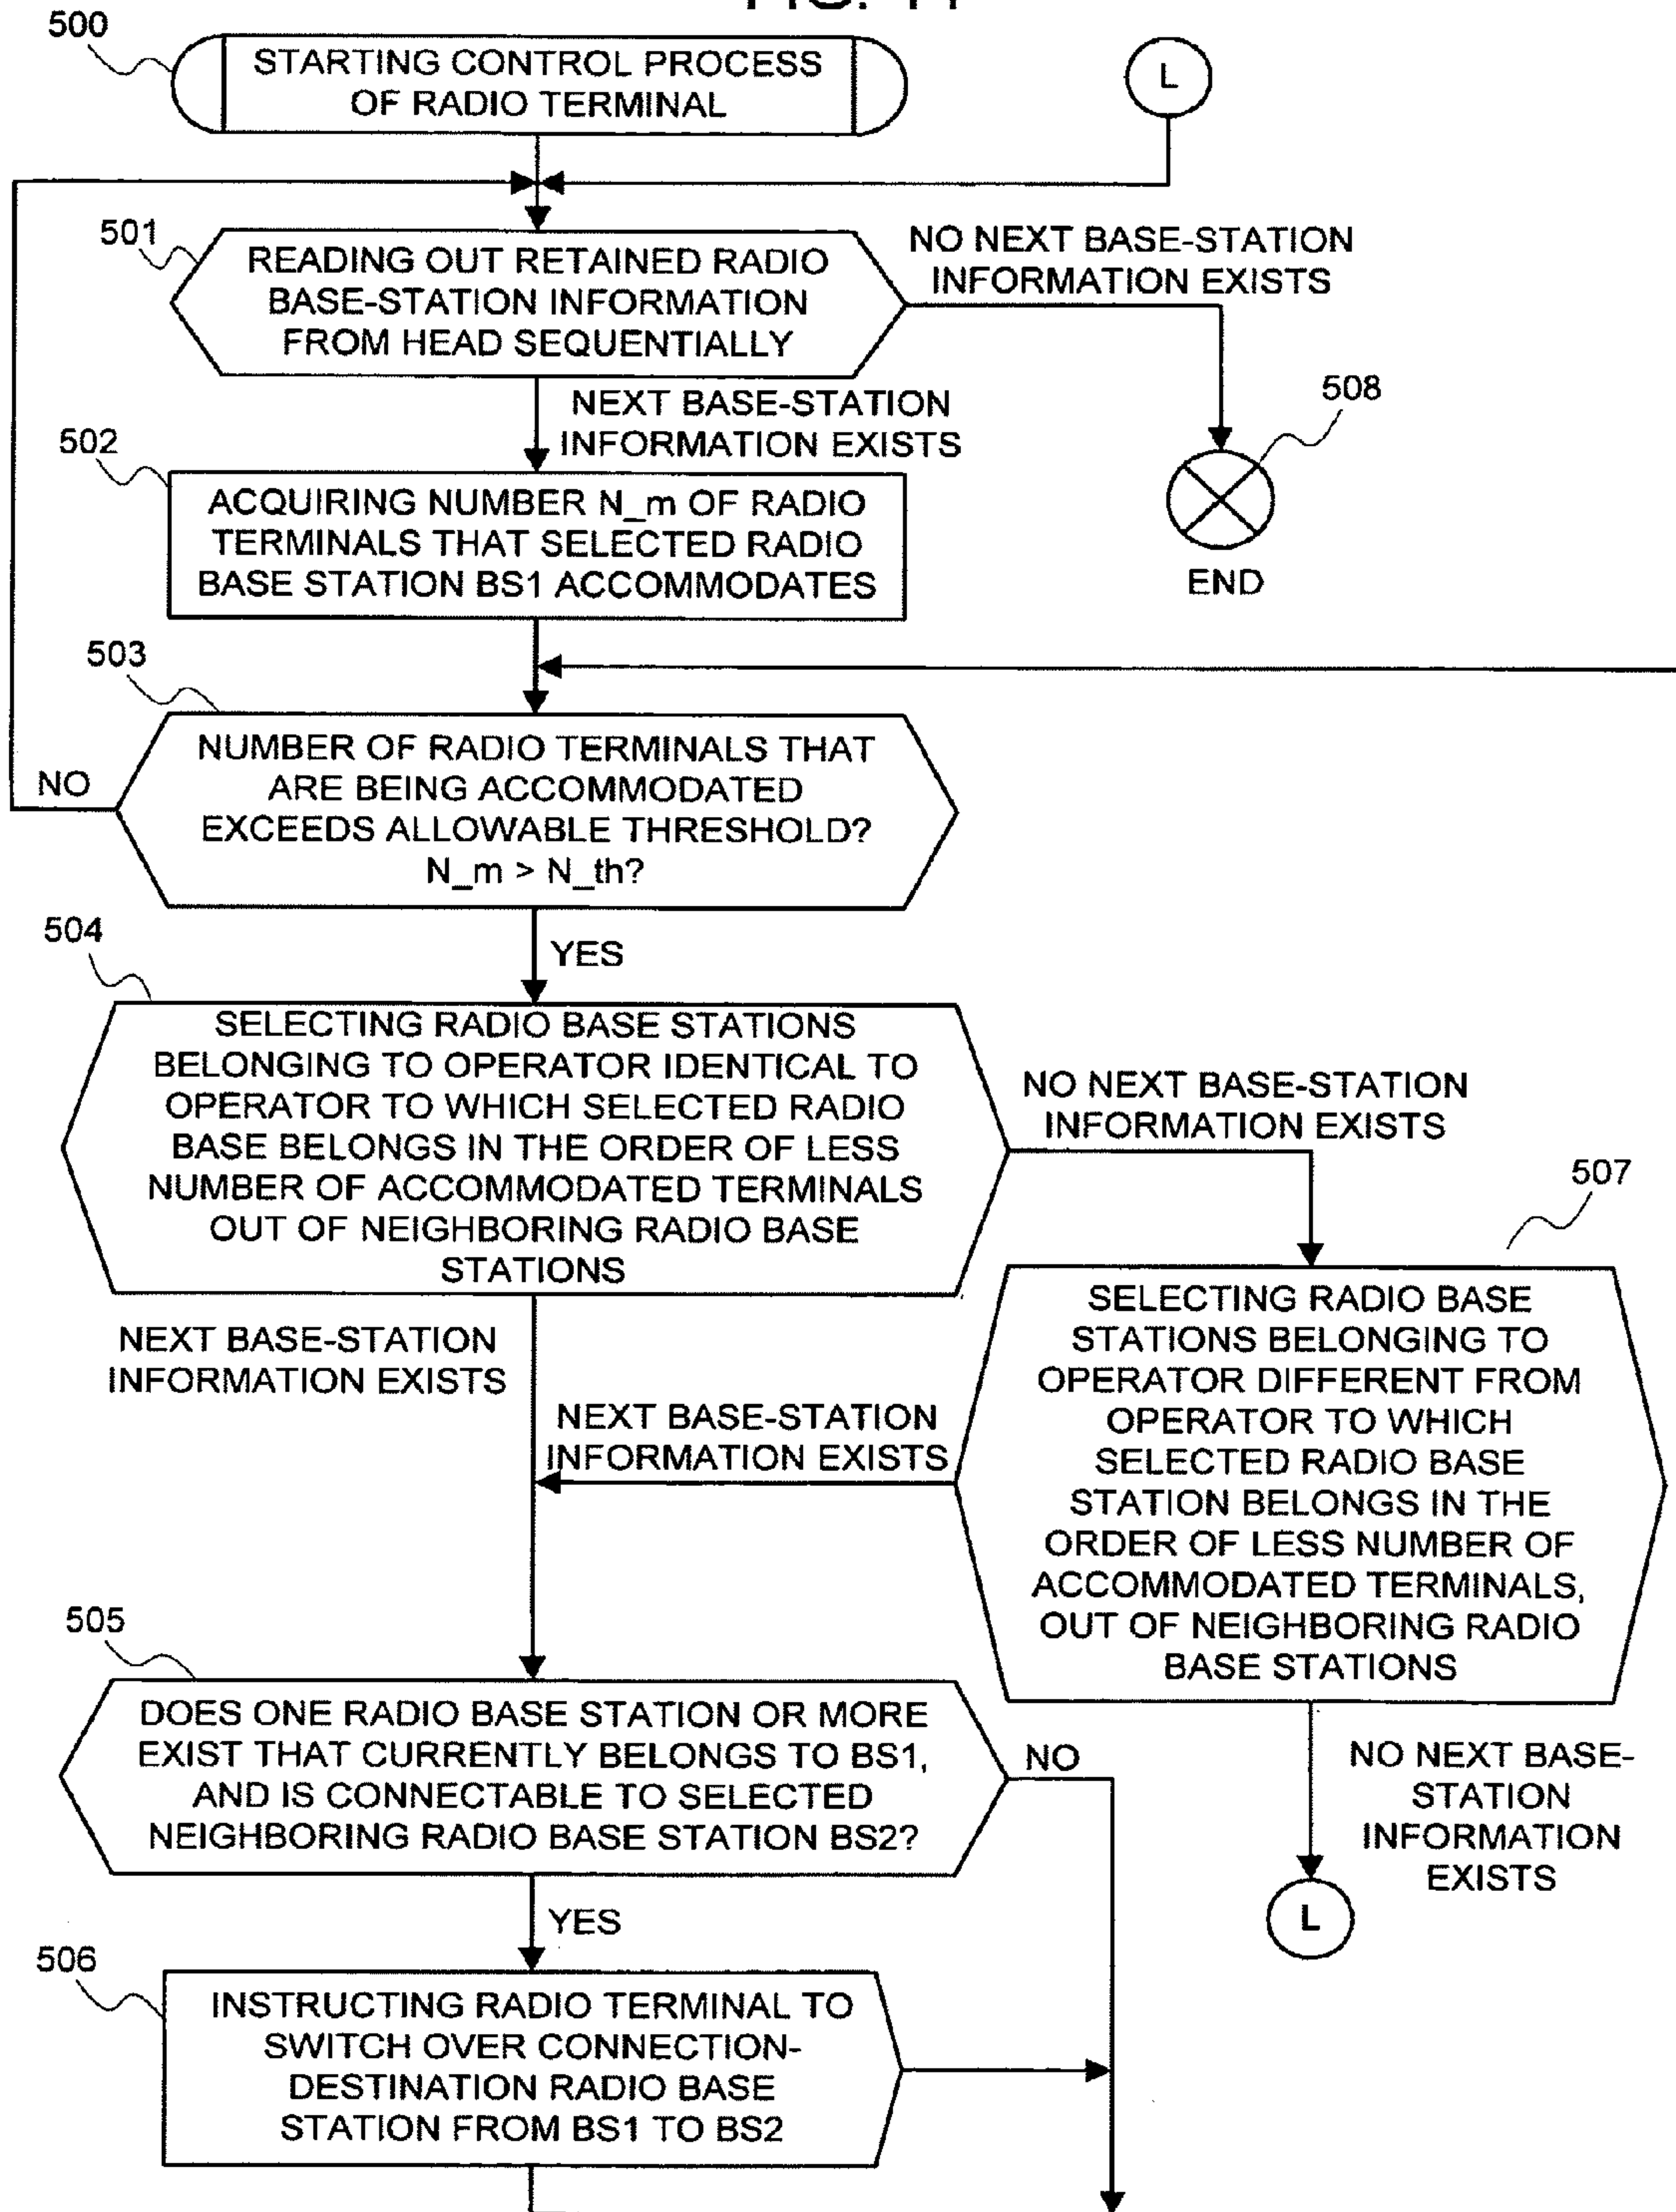 500
STARTING CONTROL PROCESS
OF RADIO TERMINAL
L
501
READING OUT RETAINED RADIO
BASE-STATION INFORMATION
FROM HEAD SEQUENTIALLY
NO NEXT BASE-STATION
INFORMATION EXISTS
NEXT BASE-STATION
INFORMATION EXISTS
508
END
502
ACQUIRING NUMBER N_m OF RADIO
TERMINALS THAT SELECTED RADIO
BASE STATION BS1 ACCOMMODATES
503
NUMBER OF RADIO TERMINALS THAT
ARE BEING ACCOMMODATED
EXCEEDS ALLOWABLE THRESHOLD?
N_m > N_th?
NO
YES
504
SELECTING RADIO BASE STATIONS
BELONGING TO OPERATOR IDENTICAL TO
OPERATOR TO WHICH SELECTED RADIO
BASE BELONGS IN THE ORDER OF LESS
NUMBER OF ACCOMMODATED TERMINALS
OUT OF NEIGHBORING RADIO BASE
STATIONS
NO NEXT BASE-STATION
INFORMATION EXISTS
NEXT BASE-STATION
INFORMATION EXISTS
507
SELECTING RADIO BASE
STATIONS BELONGING TO
OPERATOR DIFFERENT FROM
OPERATOR TO WHICH
SELECTED RADIO BASE
STATION BELONGS IN THE
ORDER OF LESS NUMBER OF
ACCOMMODATED TERMINALS,
OUT OF NEIGHBORING RADIO
BASE STATIONS
NEXT BASE-STATION
INFORMATION EXISTS
NO NEXT BASE-
STATION
INFORMATION
EXISTS
L
505
DOES ONE RADIO BASE STATION OR MORE
EXIST THAT CURRENTLY BELONGS TO BS1,
AND IS CONNECTABLE TO SELECTED
NEIGHBORING RADIO BASE STATION BS2?
NO
YES
506
INSTRUCTING RADIO TERMINAL TO
SWITCH OVER CONNECTION-
DESTINATION RADIO BASE
STATION FROM BS1 TO BS2